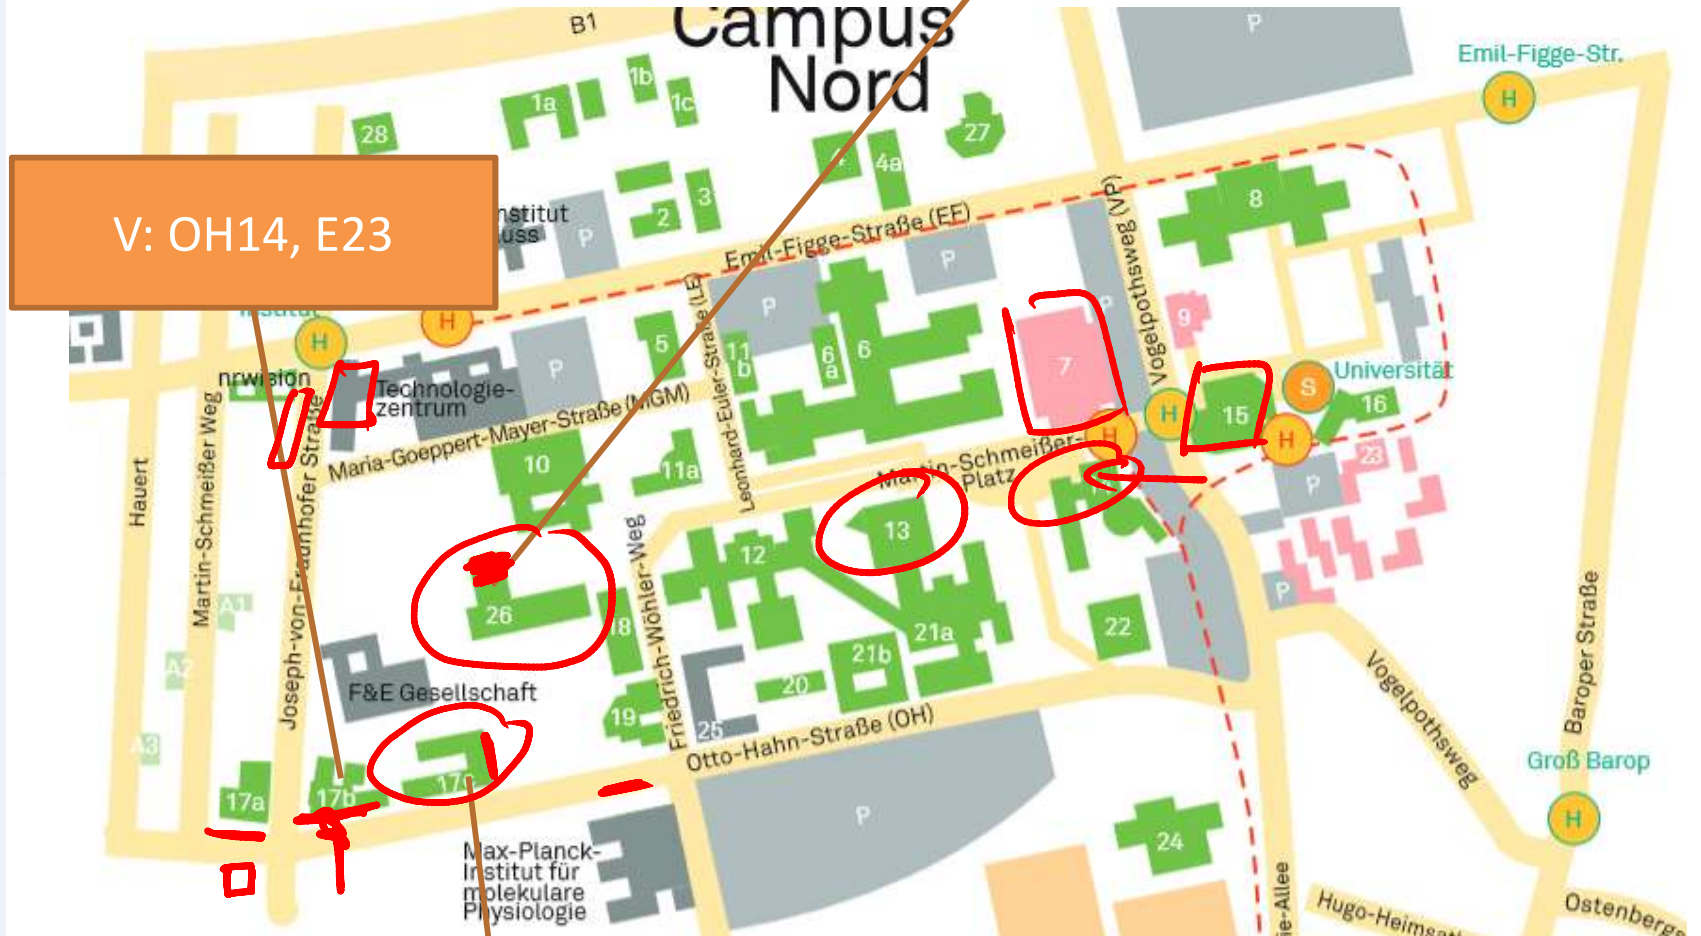 B1
Campus
Nord
P
Emil-Figge-Str.
H
1a
1b
1c
28
4
4a
27
3
2
P
8
V: OH14, E23
Emil-Figge-Straße (EF)
P
P
P
Vogelpothsweg (VP)
9
H
H
5
11
b
6
a
6
7
Leonhard-Euler-Straße (LE)
P
nrwision
Technologie-
zentrum
Maria-Goeppert-Mayer-Straße (MGM)
Universität
S
H
15
16
H
H
Martin-Schmeißer-
Platz
Hauert
Martin-Schmeißer Weg
Joseph-von-Fraunhofer Straße
10
11a
23
P
13
12
26
18
Friedrich-Wöhler-Weg
21a
21b
22
P
20
19
25
A1
A2
A3
F&E Gesellschaft
Otto-Hahn-Straße (OH)
Vogelpothsweg
Baroper Straße
Groß Barop
H
17a
17b
P
24
Max-Planck-
Institut für
molekulare
Physiologie
Hugo-Heimsoth